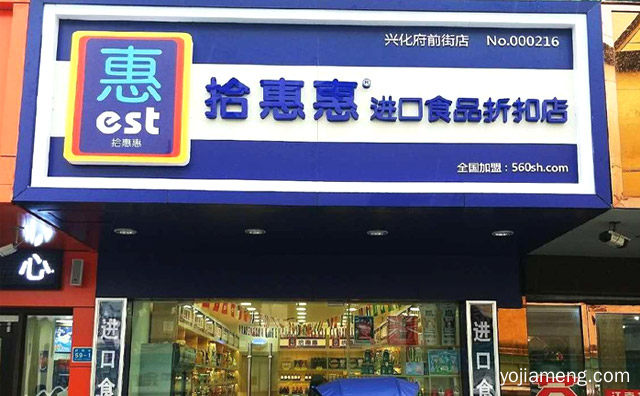 兴化府前街店 No.000216
惠
est
拾惠惠
拾惠惠® 进口食品折扣店
全国加盟：560sh.com
心
59-1
进口食
进口食
yojiameng.com